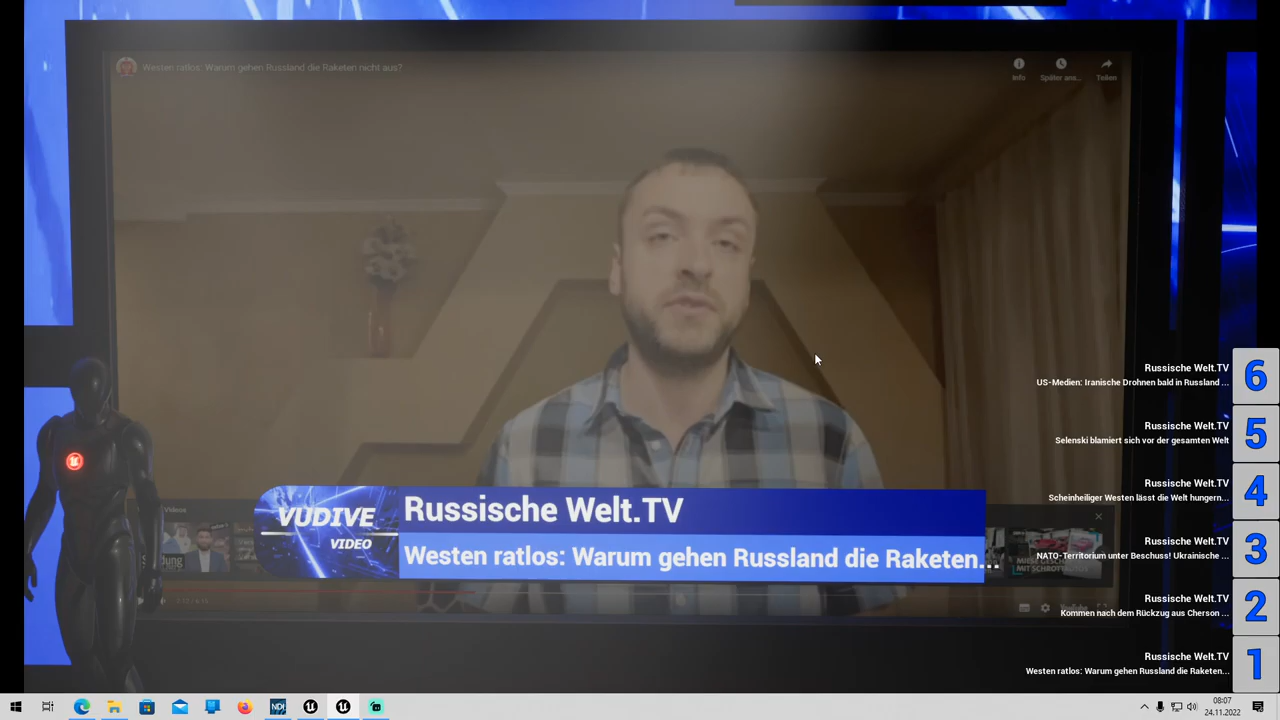 Westen ratlos: Warum gehen Russland die Raketen nicht aus?
Info
Später ans...
Teilen
Videos
VUDIVE
VIDEO
Russische Welt.TV
Westen ratlos: Warum gehen Russland die Raketen...
MIT SCHROTTFLINTE
YouTube
Russische Welt.TV
US-Medien: Iranische Drohnen bald in Russland ...
6
Russische Welt.TV
Selenski blamiert sich vor der gesamten Welt
5
Russische Welt.TV
Scheinheiliger Westen lässt die Welt hungern...
4
Russische Welt.TV
NATO-Territorium unter Beschuss! Ukrainische ...
3
Russische Welt.TV
Kommen nach dem Rückzug aus Cherson ...
2
Russische Welt.TV
Westen ratlos: Warum gehen Russland die Raketen...
1
NDI
08:07
24.11.2022